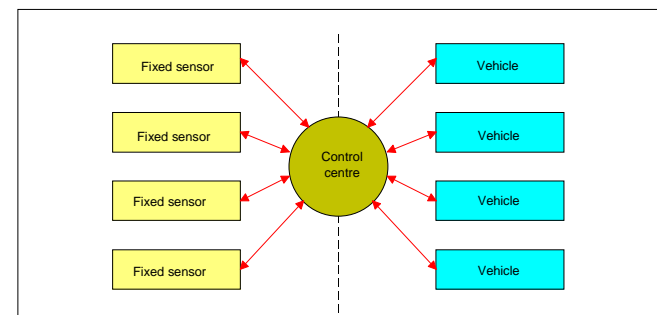 Fixed sensor
Vehicle
Fixed sensor
Vehicle
Control
centre
Fixed sensor
Vehicle
Fixed sensor
Vehicle